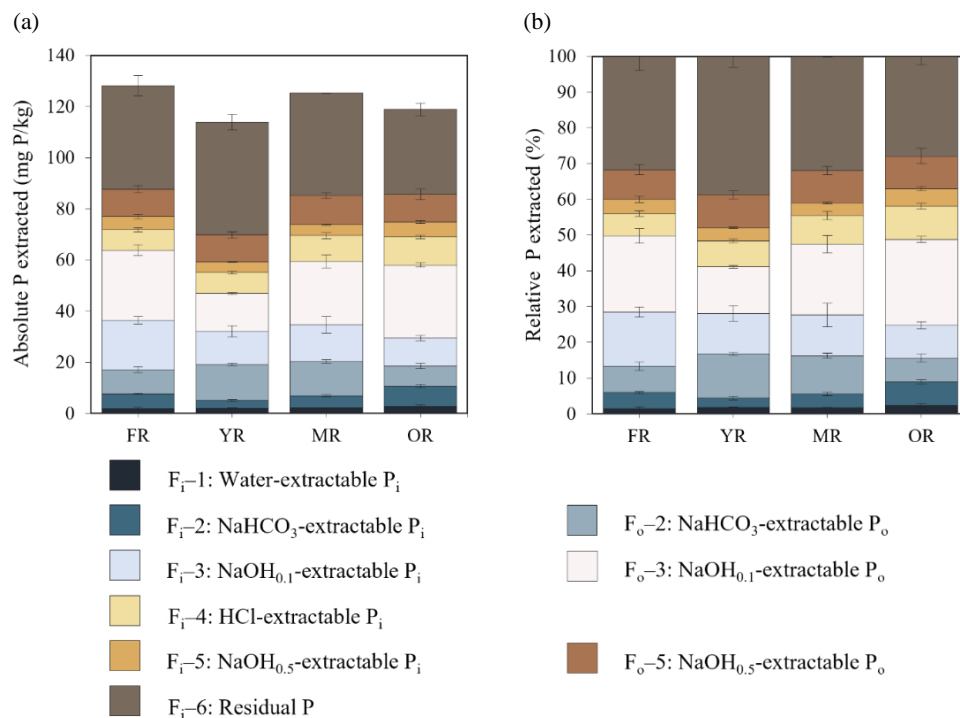 (a)
(b)
Absolute P extracted (mg P/kg)
140
120
100
80
60
40
20
0
FR YR MR OR
Relative P extracted (%)
100
90
80
70
60
50
40
30
20
10
0
FR YR MR OR
Fᵢ–1: Water-extractable Pᵢ
Fᵢ–2: NaHCO₃-extractable Pᵢ
Fᵢ–3: NaOH₀.₁-extractable Pᵢ
Fᵢ–4: HCl-extractable Pᵢ
Fᵢ–5: NaOH₀.₅-extractable Pᵢ
Fᵢ–6: Residual P
Fₒ–2: NaHCO₃-extractable Pₒ
Fₒ–3: NaOH₀.₁-extractable Pₒ
Fₒ–5: NaOH₀.₅-extractable Pₒ